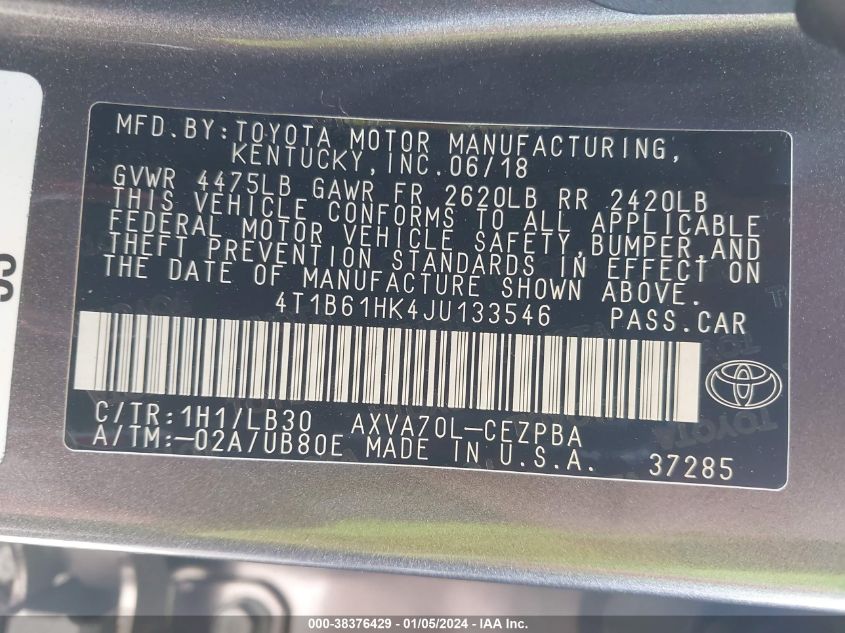 MFD.BY:TOYOTA MOTOR MANUFACTURING,
KENTUCKY,INC.06/18
GVWR 4475LB GAWR FR 2620LB RR 2420LB
THIS VEHICLE CONFORMS TO ALL APPLICABLE
FEDERAL MOTOR VEHICLE SAFETY,BUMPER,AND
THEFT PREVENTION STANDARDS IN EFFECT ON
THE DATE OF MANUFACTURE SHOWN ABOVE.
4T1B61HK4JU133546 PASS.CAR
C/TR:1H1/LB30 AXVA70L-CEZPBA
A/TM:-02A/UB80E MADE IN U.S.A. 37285
000-38376429 - 01/05/2024 - IAA Inc.